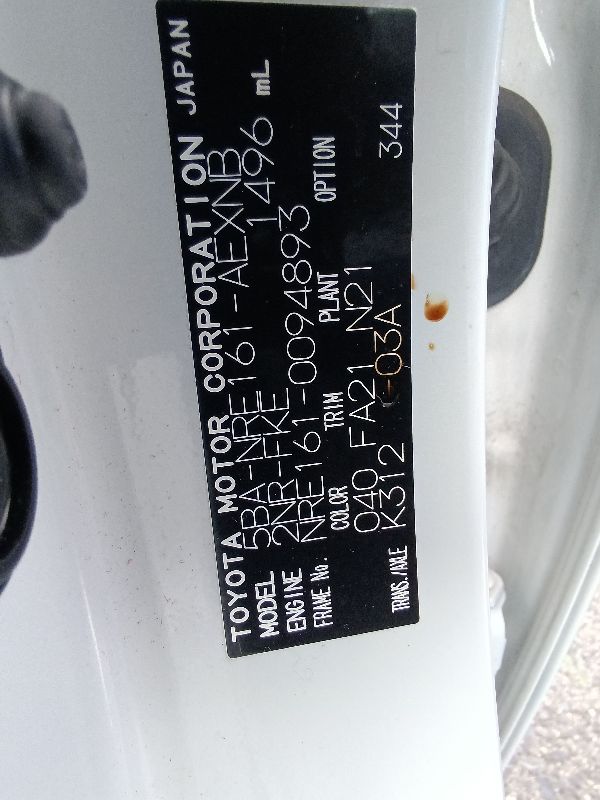 TOYOTA MOTOR CORPORATION JAPAN
MODEL 5BA-NRE161-AEXNB
ENGINE 2NR-FKE 1496 mL
FRAME No. NRE161-0094893
COLOR TRIM PLANT OPTION
040 FA21 N21
TRANS./AXLE K312 -03A 344